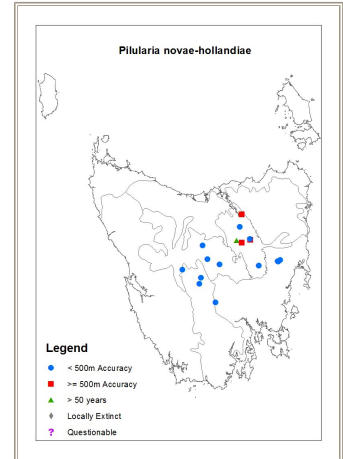 Pilularia novae-hollandiae
Legend
< 500m Accuracy
>= 500m Accuracy
> 50 years
Locally Extinct
? Questionable